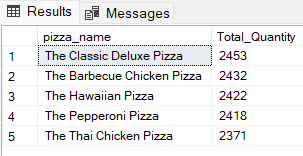 Results Messages
pizza_name Total_Quantity
1 The Classic Deluxe Pizza 2453
2 The Barbecue Chicken Pizza 2432
3 The Hawaiian Pizza 2422
4 The Pepperoni Pizza 2418
5 The Thai Chicken Pizza 2371